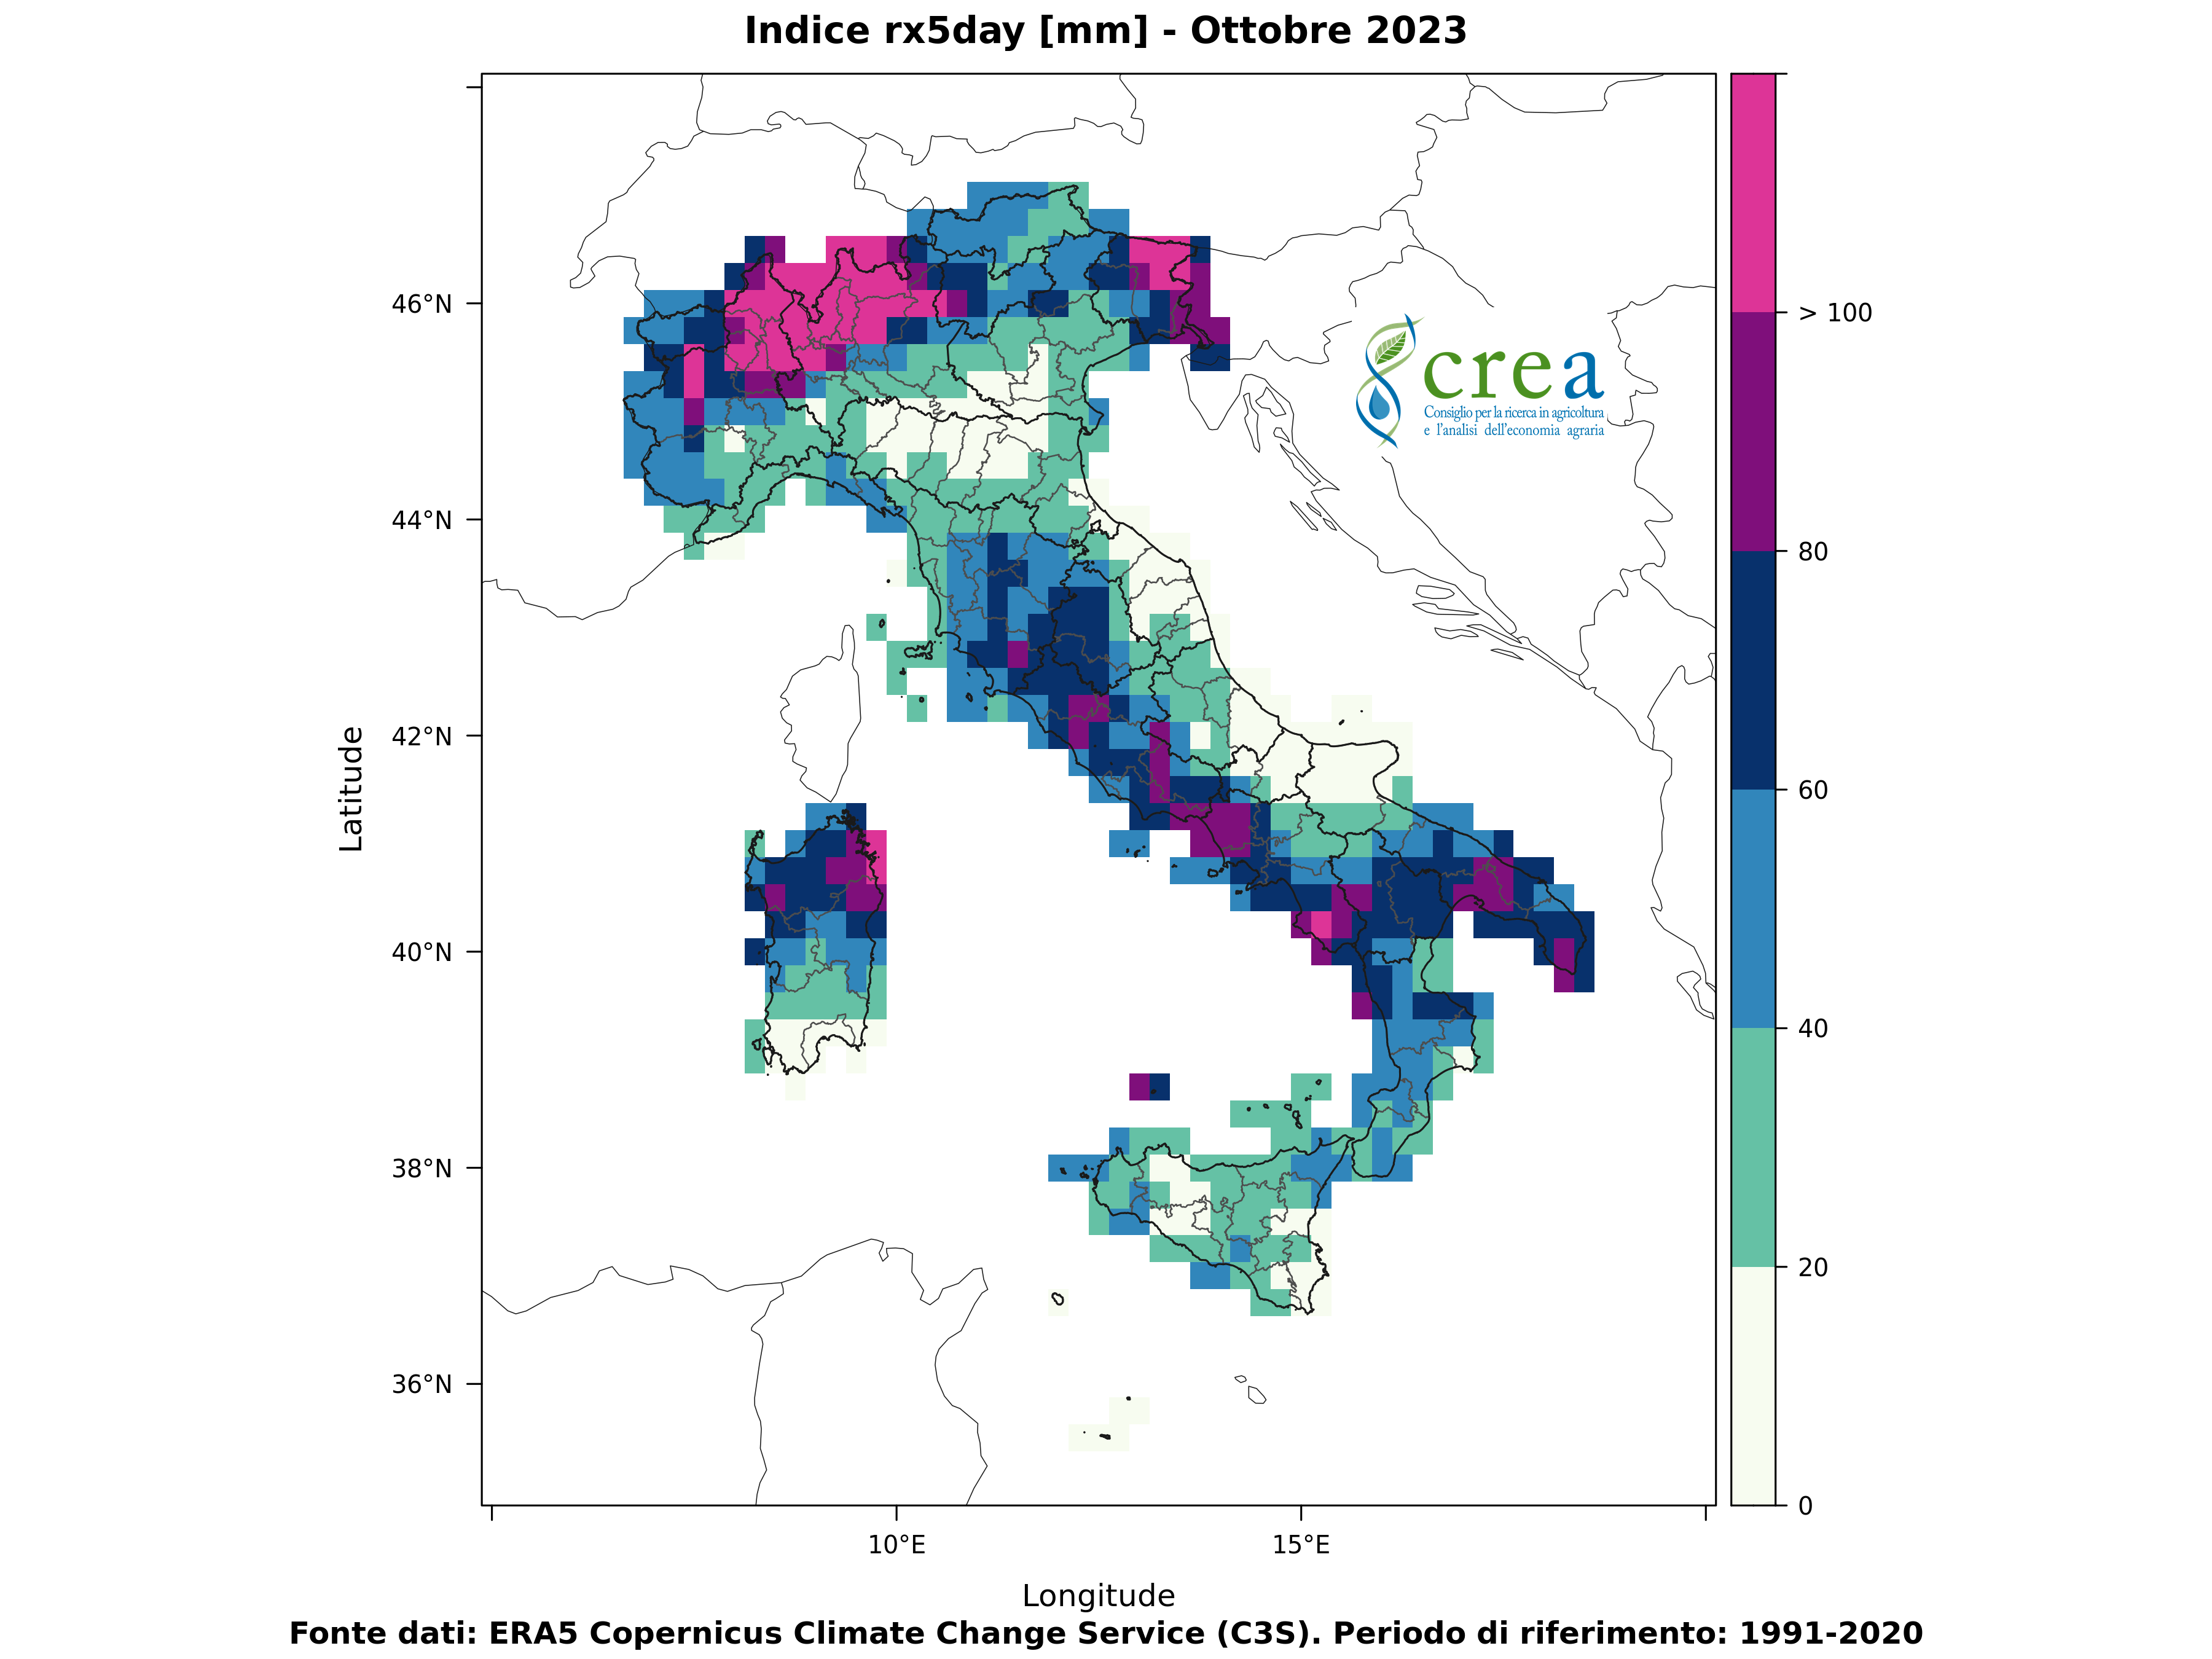 Indice rx5day [mm] - Ottobre 2023
46°N
44°N
42°N
40°N
38°N
36°N
Latitude
10°E
15°E
Longitude
> 100
80
60
40
20
0
crea
Consiglio per la ricerca in agricoltura
e l'analisi dell'economia agraria
Fonte dati: ERA5 Copernicus Climate Change Service (C3S). Periodo di riferimento: 1991-2020